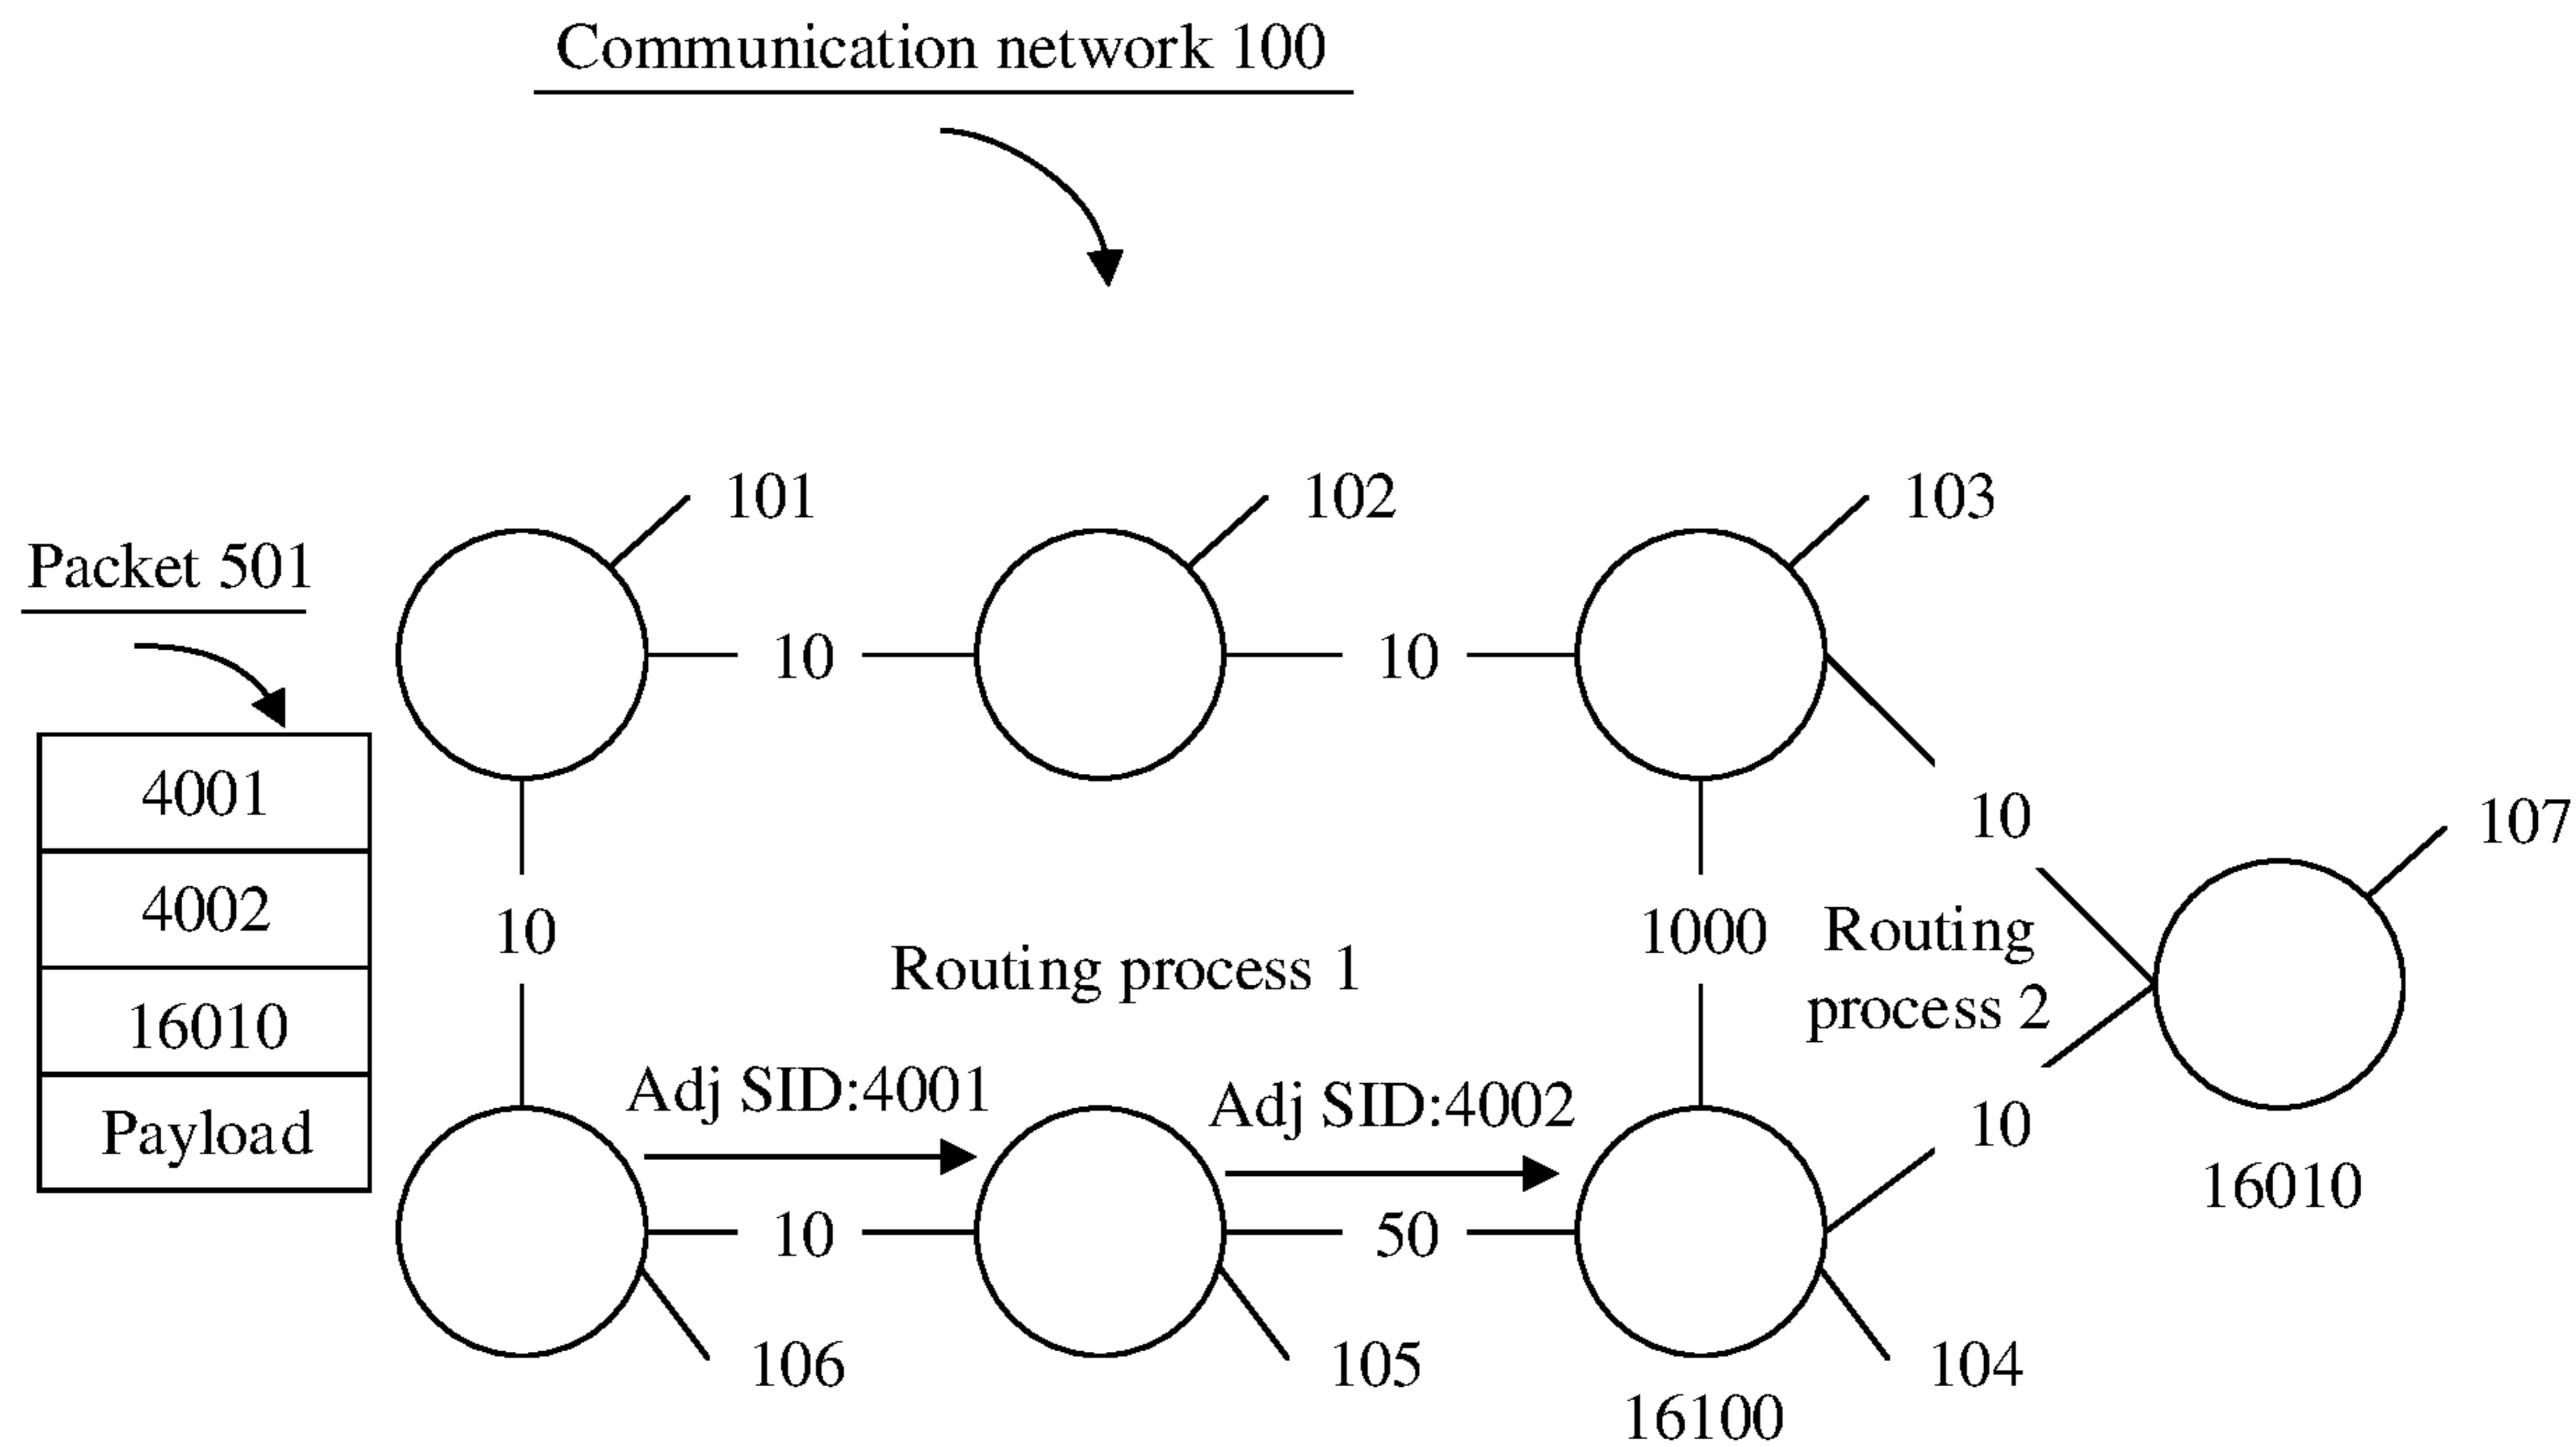 Communication network 100
101
102
103
Packet 501
10
10
4001
10
107
4002
10
1000
Routing
process 2
Routing process 1
16010
Adj SID:4001
Adj SID:4002
10
Payload
16010
10
50
106
105
104
16100